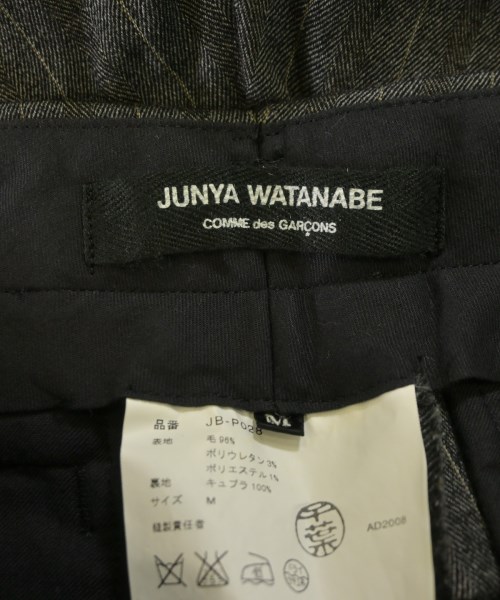 JUNYA WATANABE
COMME des GARÇONS
M
品番 JB-P028
表地 毛 96%
ポリウレタン 3%
ポリエステル 1%
裏地 キュプラ 100%
サイズ M
縫製責任者 千葉
AD2008